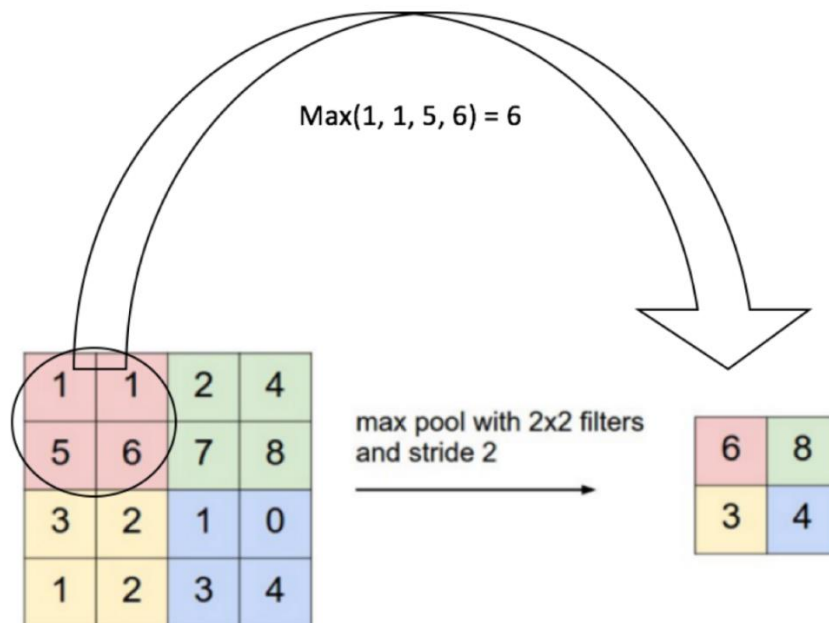 Max(1, 1, 5, 6) = 6
1 1 2 4
5 6 7 8
3 2 1 0
1 2 3 4
max pool with 2x2 filters
and stride 2
6 8
3 4